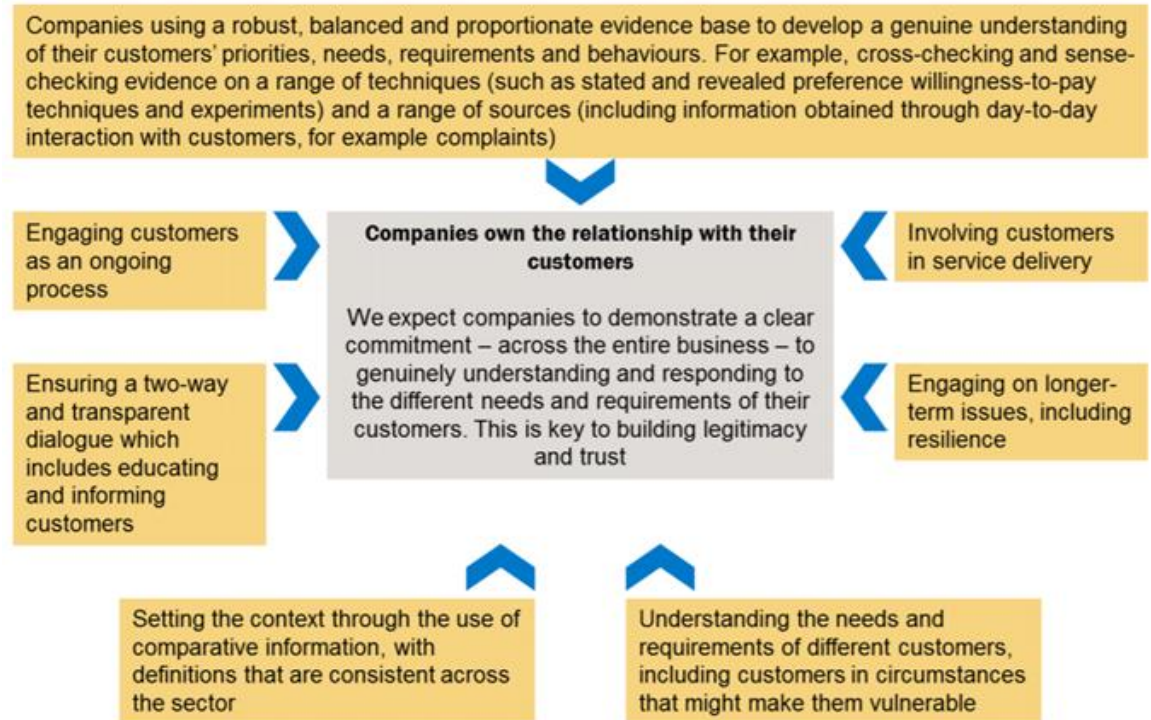 Companies using a robust, balanced and proportionate evidence base to develop a genuine understanding
of their customers' priorities, needs, requirements and behaviours. For example, cross-checking and sense-
checking evidence on a range of techniques (such as stated and revealed preference willingness-to-pay
techniques and experiments) and a range of sources (including information obtained through day-to-day
interaction with customers, for example complaints)
Engaging customers
as an ongoing
process
Ensuring a two-way
and transparent
dialogue which
includes educating
and informing
customers
Companies own the relationship with their
customers
We expect companies to demonstrate a clear
commitment – across the entire business – to
genuinely understanding and responding to
the different needs and requirements of their
customers. This is key to building legitimacy
and trust
Involving customers
in service delivery
Engaging on longer-
term issues, including
resilience
Setting the context through the use of
comparative information, with
definitions that are consistent across
the sector
Understanding the needs and
requirements of different customers,
including customers in circumstances
that might make them vulnerable